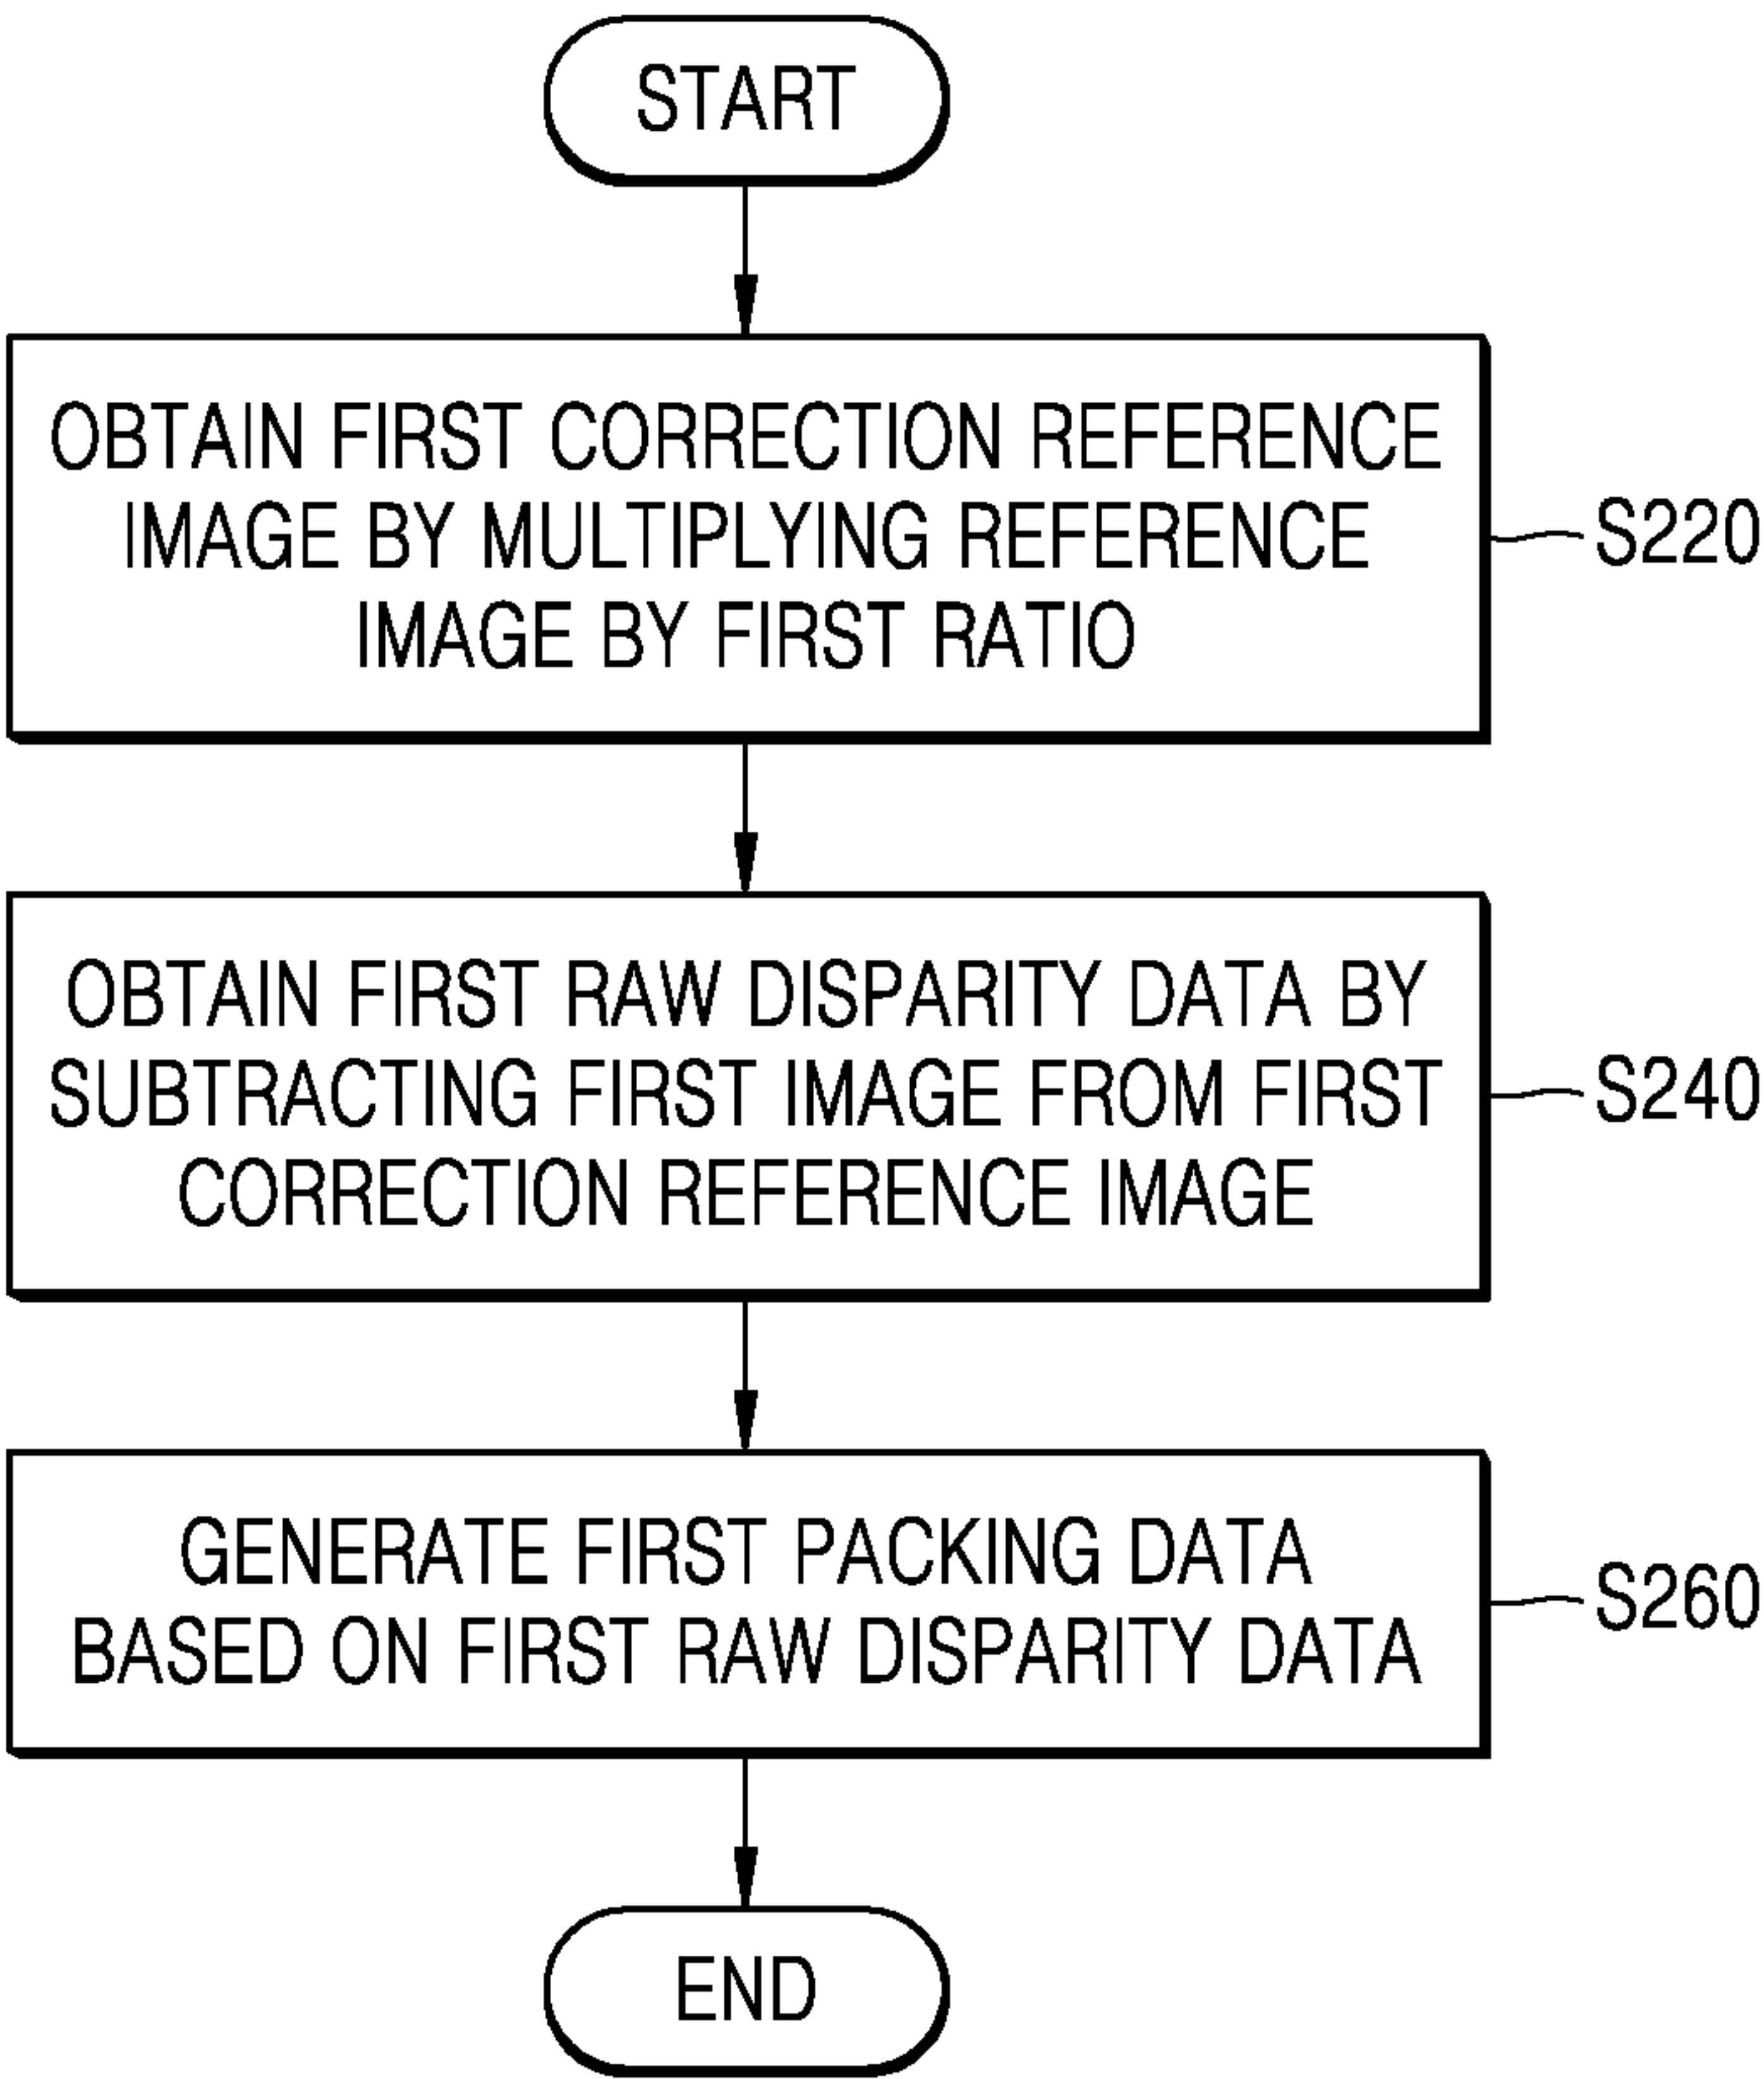 START
OBTAIN FIRST CORRECTION REFERENCE
IMAGE BY MULTIPLYING REFERENCE
IMAGE BY FIRST RATIO
S220
OBTAIN FIRST RAW DISPARITY DATA BY
SUBTRACTING FIRST IMAGE FROM FIRST
CORRECTION REFERENCE IMAGE
S240
GENERATE FIRST PACKING DATA
BASED ON FIRST RAW DISPARITY DATA
S260
END